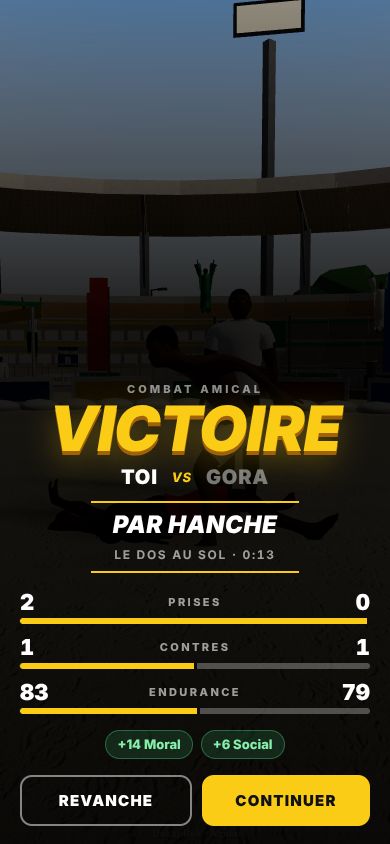 COMBAT AMICAL
VICTOIRE
TOI VS GORA
PAR HANCHE
LE DOS AU SOL · 0:13
2 PRISES 0
1 CONTRES 1
83 ENDURANCE 79
+14 Moral +6 Social
REVANCHE CONTINUER